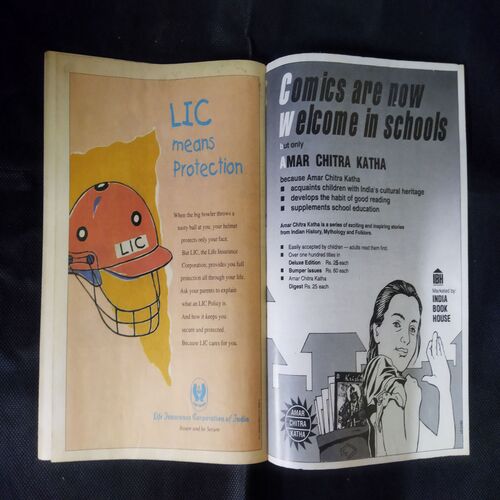 LIC
means
Protection
When the big bowler throws a
nasty ball at you, your helmet
protects only your face.
But LIC, the Life Insurance
Corporation, provides you full
protection all through your life.
Ask your parents to explain
what an LIC Policy is.
And how it keeps you
secure and protected.
Because LIC cares for you.
LIC
Life Insurance Corporation of India
Insure and be Secure
Comics are now
Welcome in schools
but only
AMAR CHITRA KATHA
because Amar Chitra Katha
acquaints children with India's cultural heritage
develops the habit of good reading
supplements school education
Amar Chitra Katha is a series of exciting and inspiring stories
from Indian History, Mythology and Folklore.
Easily accepted by children — adults read them first.
Over one hundred titles in
Deluxe Edition Rs. 25 each
Bumper Issues Rs. 60 each
Amar Chitra Katha
Digest Rs. 25 each
IBH
Marketed by:
INDIA
BOOK
HOUSE
AMAR
CHITRA
KATHA